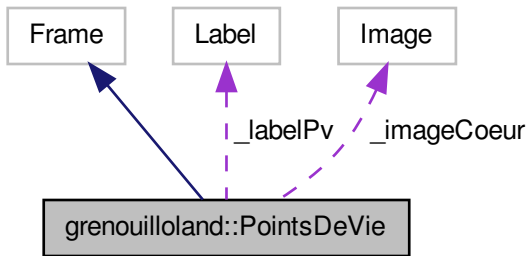 Frame
Label
Image
_labelPv
_imageCoeur
grenouilloland::PointsDeVie